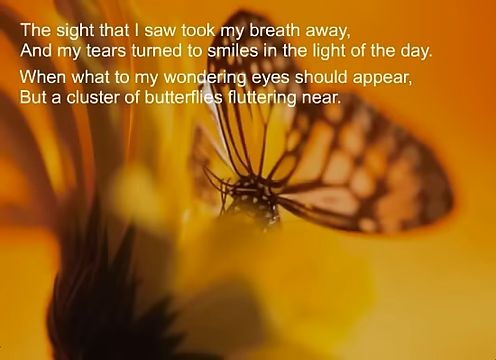 The sight that I saw took my breath away,
And my tears turned to smiles in the light of the day.
When what to my wondering eyes should appear,
But a cluster of butterflies fluttering near.